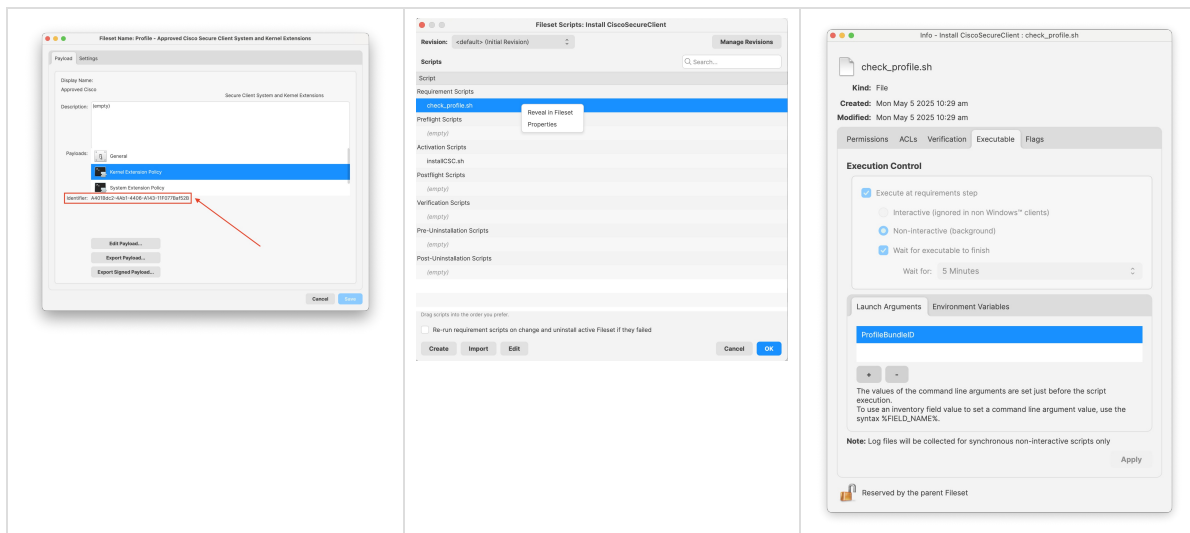 Fileset Name: Profile - Approved Cisco Secure Client System and Kernel Extensions
Payload Settings
Display Name:
Approved Cisco
Secure Client System and Kernel Extensions
Description: (empty)
Payloads: General
Kernel Extension Policy
System Extension Policy
Edit Payload...
Export Payload...
Export Signed Payload...
Cancel Save
Fileset Scripts: Install CiscoSecureClient
Revision: <default> (Initial Revision) Manage Revisions
Scripts Search...
Script
Requirement Scripts
check_profile.sh
Reveal in Fileset
Properties
Preflight Scripts
(empty)
Activation Scripts
installCSC.sh
Postflight Scripts
(empty)
Verification Scripts
(empty)
Pre-Uninstallation Scripts
(empty)
Post-Uninstallation Scripts
(empty)
Drag scripts into the order you prefer.
Re-run requirement scripts on change and uninstall active Fileset if they failed
Create Import Edit Cancel OK
Info - Install CiscoSecureClient : check_profile.sh
check_profile.sh
Kind: File
Created: Mon May 5 2025 10:29 am
Modified: Mon May 5 2025 10:29 am
Permissions ACLs Verification Executable Flags
Execution Control
Execute at requirements step
Interactive (ignored in non Windows™ clients)
Non-interactive (background)
Wait for executable to finish
Wait for: 5 Minutes
Launch Arguments Environment Variables
ProfileBundleID
+ -
The values of the command line arguments are set just before the script
execution.
To use an inventory field value to set a command line argument value, use the
syntax %FIELD_NAME%.
Note: Log files will be collected for synchronous non-interactive scripts only
Apply
Reserved by the parent Fileset